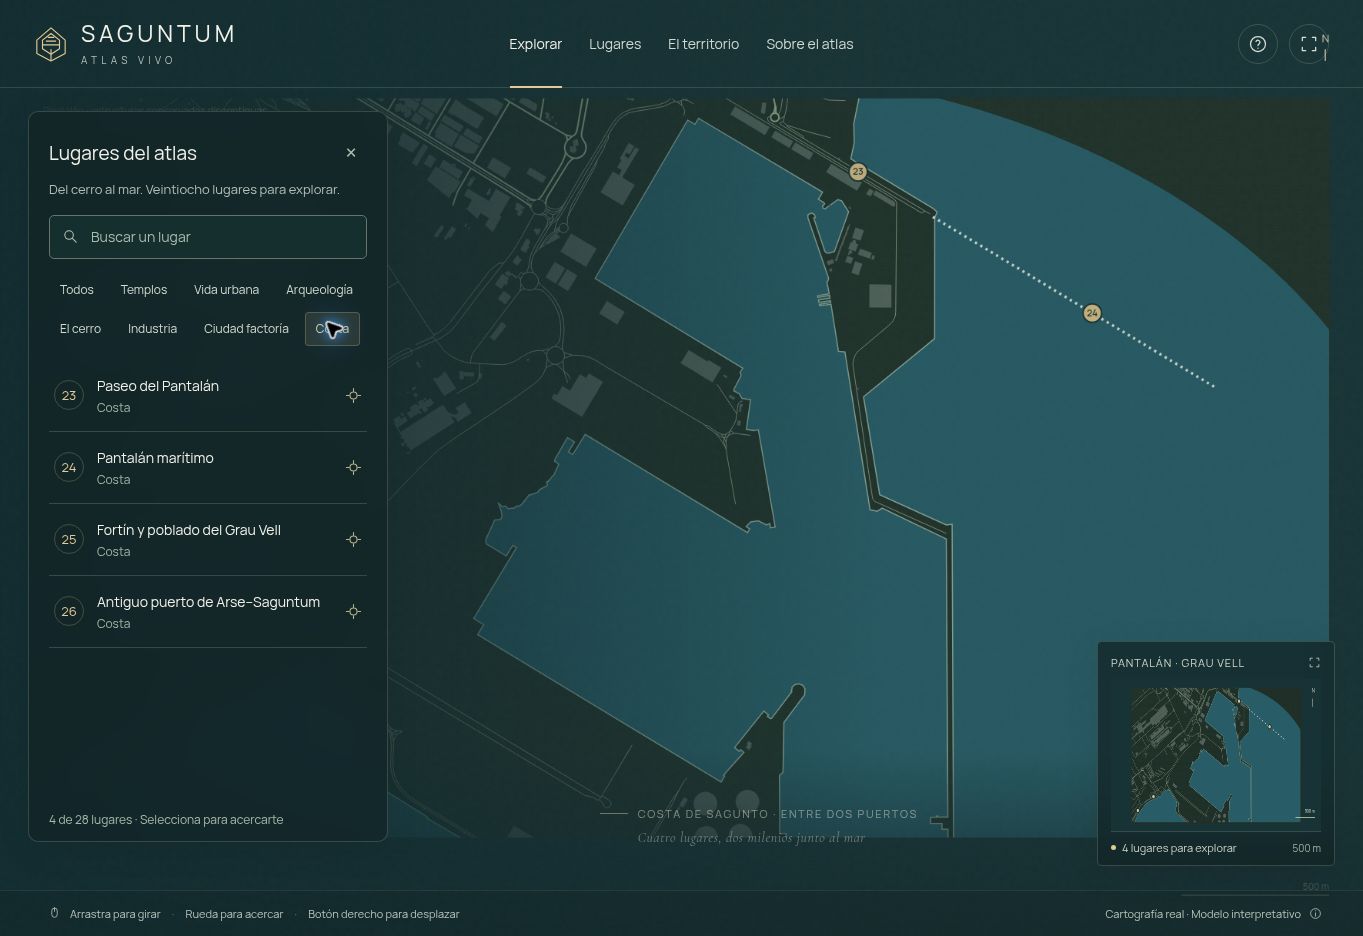 SAGUNTUM
ATLAS VIVO
Explorar
Lugares
El territorio
Sobre el atlas
N
Lugares del atlas
Del cerro al mar. Veintiocho lugares para explorar.
Buscar un lugar
Todos
Templos
Vida urbana
Arqueología
El cerro
Industria
Ciudad factoría
23
Paseo del Pantalán
Costa
24
Pantalán marítimo
Costa
25
Fortín y poblado del Grau Vell
Costa
26
Antiguo puerto de Arse–Saguntum
Costa
4 de 28 lugares · Selecciona para acercarte
23
24
COSTA DE SAGUNTO · ENTRE DOS PUERTOS
Cuatro lugares, dos milenios junto al mar
PANTALÁN · GRAU VELL
N
4 lugares para explorar
500 m
500 m
Arrastra para girar · Rueda para acercar · Botón derecho para desplazar
Cartografía real · Modelo interpretativo